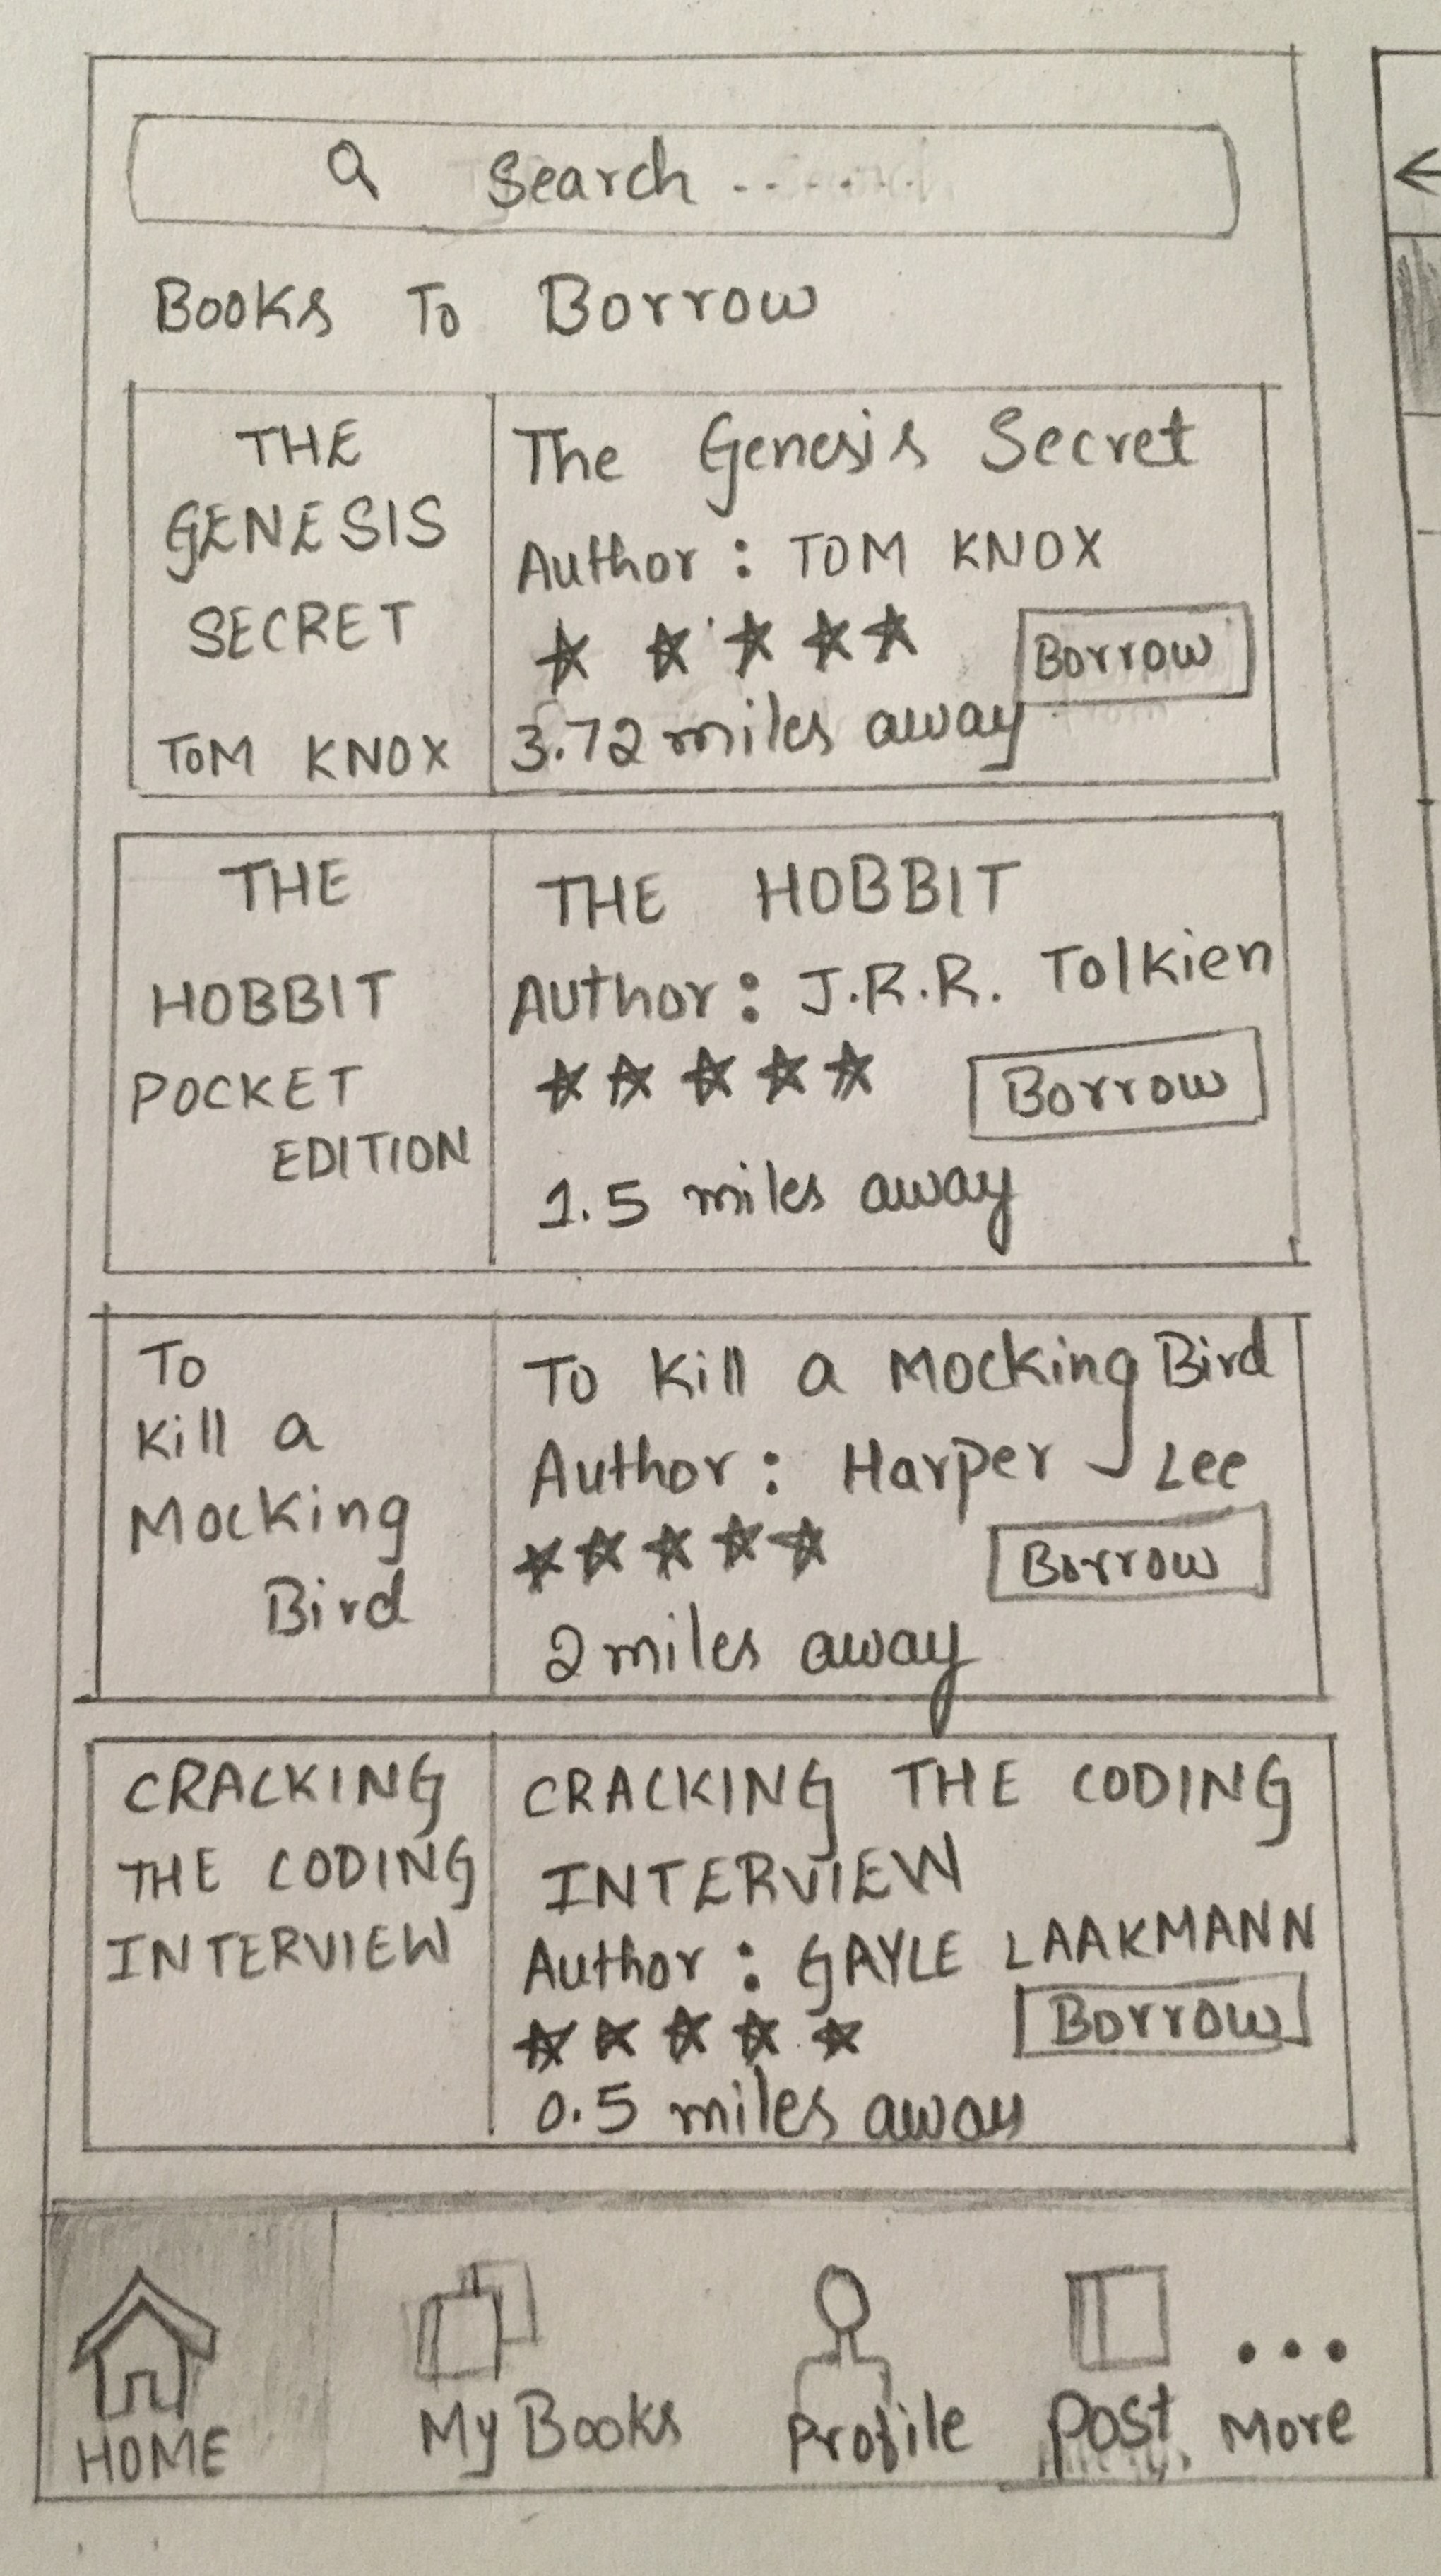 Search ......
Books To Borrow
THE
GENESIS
SECRET
TOM KNOX
The Genesis Secret
Author : TOM KNOX
Borrow
3.72 miles away
THE
HOBBIT
POCKET
EDITION
THE HOBBIT
Author : J.R.R. Tolkien
Borrow
1.5 miles away
To
Kill a
Mocking
Bird
To Kill a Mocking Bird
Author : Harper Lee
Borrow
2 miles away
CRACKING
THE CODING
INTERVIEW
CRACKING THE CODING
INTERVIEW
Author : GAYLE LAAKMANN
Borrow
0.5 miles away
HOME
My Books
Profile
Post
More